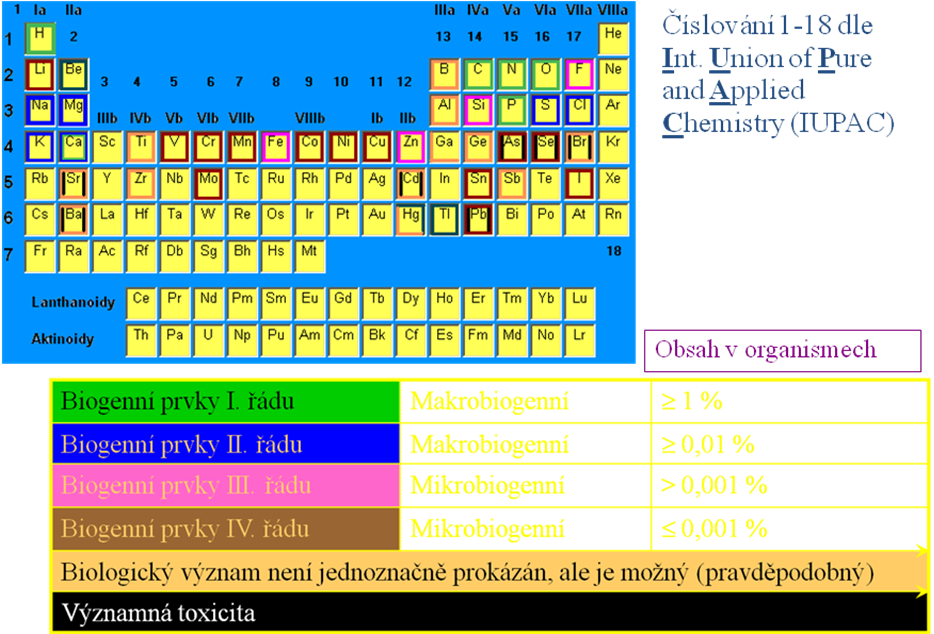 1 Ia IIa IIIa IVa Va VIa VIIa VIIIa
1 H 2 13 14 15 16 17 He
2 Li Be 3 4 5 6 7 8 9 10 11 12 B C N O F Ne
3 Na Mg IIIb IVb Vb VIb VIIb VIIIb Ib IIb Al Si P S Cl Ar
4 K Ca Sc Ti V Cr Mn Fe Co Ni Cu Zn Ga Ge As Se Br Kr
5 Rb Sr Y Zr Nb Mo Tc Ru Rh Pd Ag Cd In Sn Sb Te I Xe
6 Cs Ba La Hf Ta W Re Os Ir Pt Au Hg Tl Pb Bi Po At Rn
7 Fr Ra Ac Rf Db Sg Bh Hs Mt 18
Lanthanoidy Ce Pr Nd Pm Sm Eu Gd Tb Dy Ho Er Tm Yb Lu
Aktinoidy Th Pa U Np Pu Am Cm Bk Cf Es Fm Md No Lr
Číslování 1-18 dle
Int. Union of Pure
and Applied
Chemistry (IUPAC)
Obsah v organismech
Biogenní prvky I. řádu Makrobiogenní ≥ 1 %
Biogenní prvky II. řádu Makrobiogenní ≥ 0,01 %
Biogenní prvky III. řádu Mikrobiogenní > 0,001 %
Biogenní prvky IV. řádu Mikrobiogenní ≤ 0,001 %
Biologický význam není jednoznačně prokázán, ale je možný (pravděpodobný)
Významná toxicita